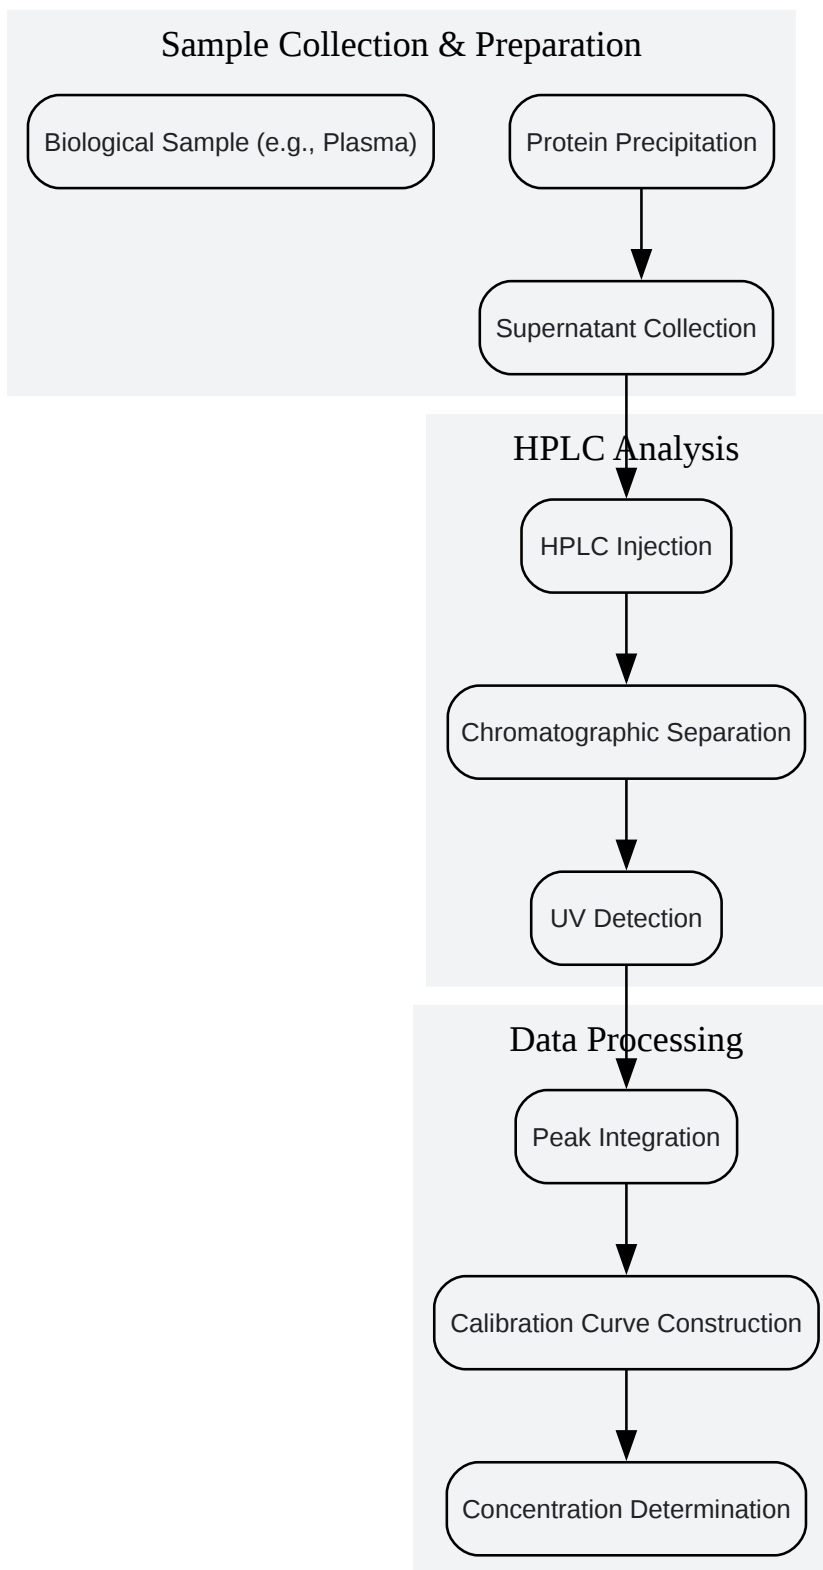 Sample Collection & Preparation
Biological Sample (e.g., Plasma)
Protein Precipitation
Supernatant Collection
HPLC Analysis
HPLC Injection
Chromatographic Separation
UV Detection
Data Processing
Peak Integration
Calibration Curve Construction
Concentration Determination